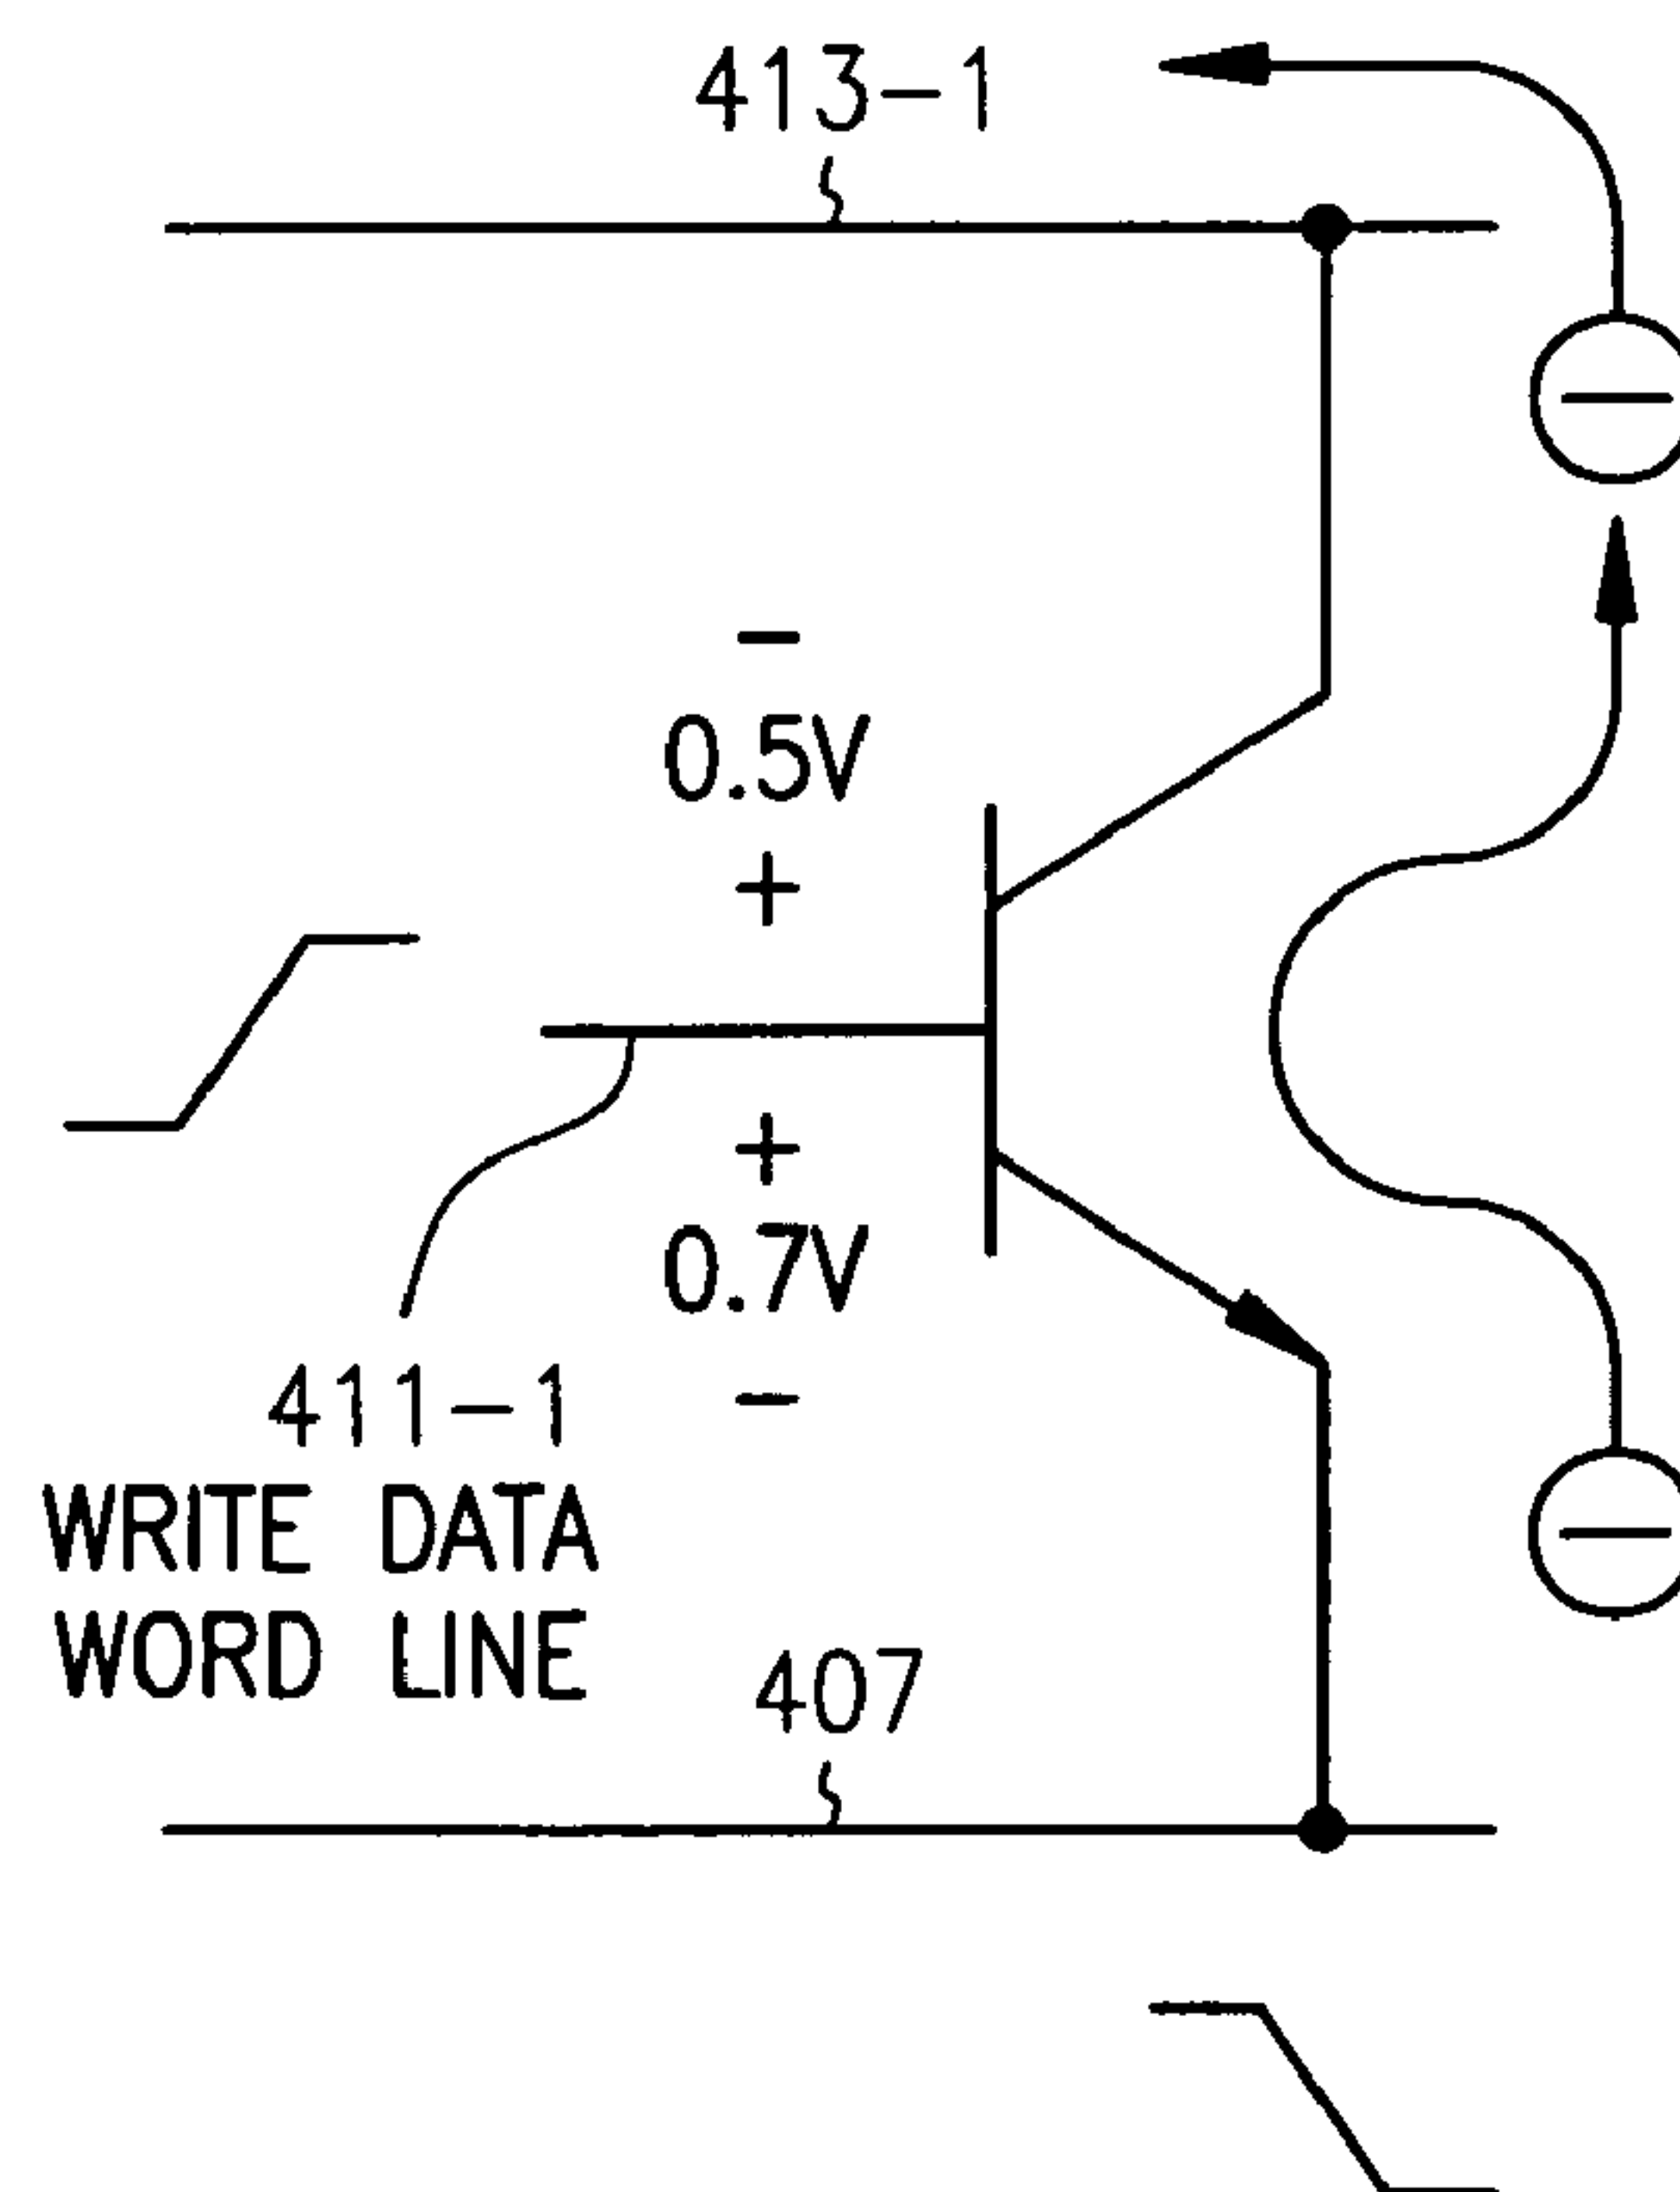 413-1
−
0.5V
+
+
0.7V
−
411-1
WRITE DATA
WORD LINE
407